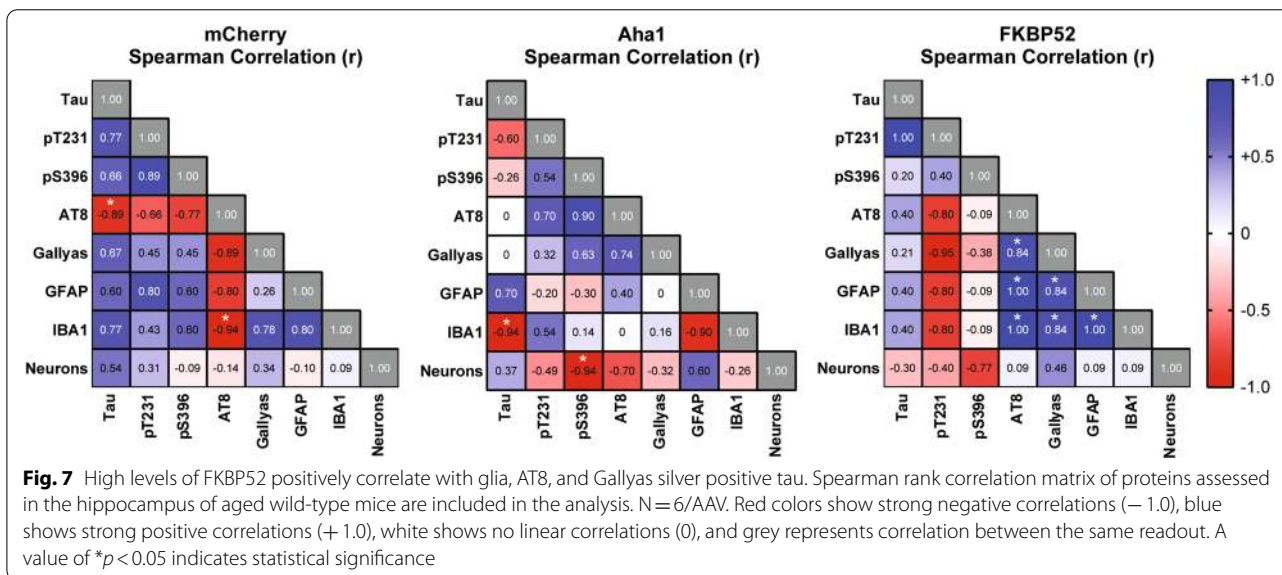 mCherry
Spearman Correlation (r)
Aha1
Spearman Correlation (r)
FKBP52
Spearman Correlation (r)
Tau 1.00
pT231 0.77 1.00
pS396 0.66 0.89 1.00
AT8 *-0.89 -0.66 -0.77 1.00
Gallyas 0.67 0.45 0.45 -0.89 1.00
GFAP 0.60 0.80 0.60 -0.80 0.26 1.00
IBA1 0.77 0.43 0.60 *-0.94 0.78 0.80 1.00
Neurons 0.54 0.31 -0.09 -0.14 0.34 -0.10 0.09 1.00
Tau pT231 pS396 AT8 Gallyas GFAP IBA1 Neurons
Tau 1.00
pT231 -0.60 1.00
pS396 -0.26 0.54 1.00
AT8 0 0.70 0.90 1.00
Gallyas 0 0.32 0.63 0.74 1.00
GFAP 0.70 -0.20 -0.30 0.40 0 1.00
IBA1 *-0.94 0.54 0.14 0 0.16 -0.90 1.00
Neurons 0.37 -0.49 *-0.94 -0.70 -0.32 0.60 -0.26 1.00
Tau pT231 pS396 AT8 Gallyas GFAP IBA1 Neurons
Tau 1.00
pT231 1.00 1.00
pS396 0.20 0.40 1.00
AT8 0.40 -0.80 -0.09 1.00
Gallyas 0.21 -0.95 -0.38 *0.84 1.00
GFAP 0.40 -0.80 -0.09 *1.00 *0.84 1.00
IBA1 0.40 -0.80 -0.09 *1.00 *0.84 *1.00 1.00
Neurons -0.30 -0.40 -0.77 0.09 0.46 0.09 0.09 1.00
Tau pT231 pS396 AT8 Gallyas GFAP IBA1 Neurons
+1.0
+0.5
0
-0.5
-1.0
Fig. 7 High levels of FKBP52 positively correlate with glia, AT8, and Gallyas silver positive tau. Spearman rank correlation matrix of proteins assessed
in the hippocampus of aged wild-type mice are included in the analysis. N = 6/AAV. Red colors show strong negative correlations (− 1.0), blue
shows strong positive correlations (+ 1.0), white shows no linear correlations (0), and grey represents correlation between the same readout. A
value of *p < 0.05 indicates statistical significance